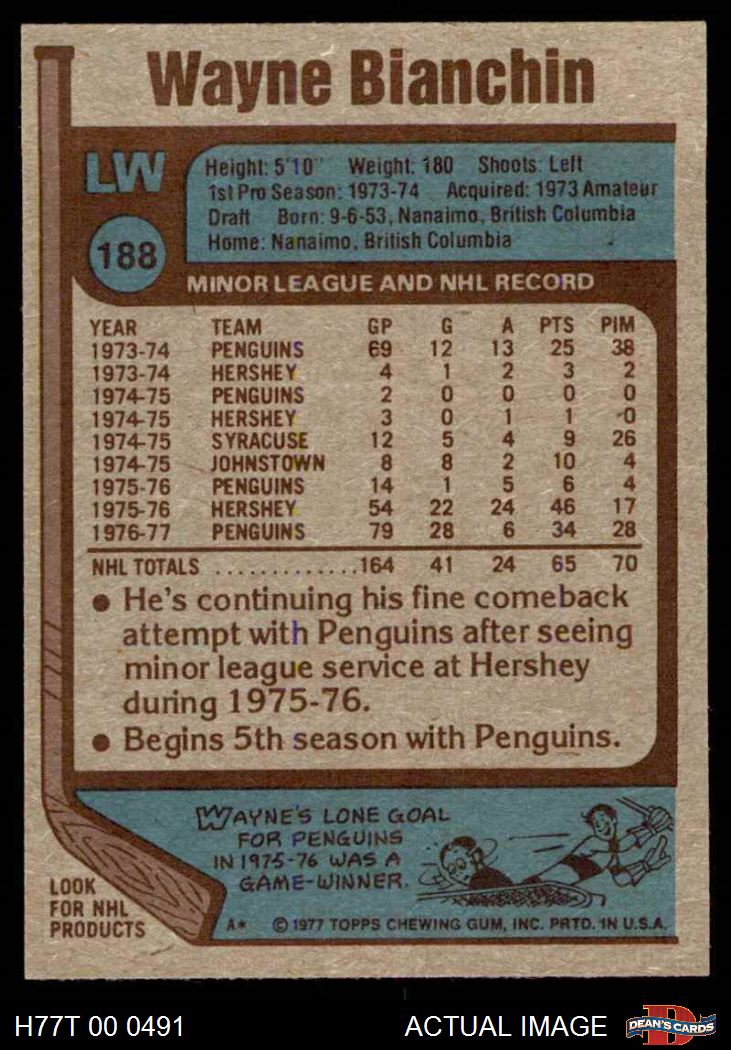 Wayne Bianchin
LW
188
Height: 5'10" Weight: 180 Shoots: Left
1st Pro Season: 1973-74 Acquired: 1973 Amateur
Draft Born: 9-6-53, Nanaimo, British Columbia
Home: Nanaimo, British Columbia
MINOR LEAGUE AND NHL RECORD
YEAR TEAM GP G A PTS PIM
1973-74 PENGUINS 69 12 13 25 38
1973-74 HERSHEY 4 1 2 3 2
1974-75 PENGUINS 2 0 0 0 0
1974-75 HERSHEY 3 0 1 1 0
1974-75 SYRACUSE 12 5 4 9 26
1974-75 JOHNSTOWN 8 8 2 10 4
1975-76 PENGUINS 14 1 5 6 4
1975-76 HERSHEY 54 22 24 46 17
1976-77 PENGUINS 79 28 6 34 28
NHL TOTALS .............164 41 24 65 70
● He's continuing his fine comeback
attempt with Penguins after seeing
minor league service at Hershey
during 1975-76.
● Begins 5th season with Penguins.
WAYNE'S LONE GOAL
FOR PENGUINS
IN 1975-76 WAS A
GAME-WINNER.
LOOK
FOR NHL
PRODUCTS
A* © 1977 TOPPS CHEWING GUM, INC. PRTD. IN U.S.A.
H77T 00 0491 ACTUAL IMAGE
D
DEAN'S CARDS